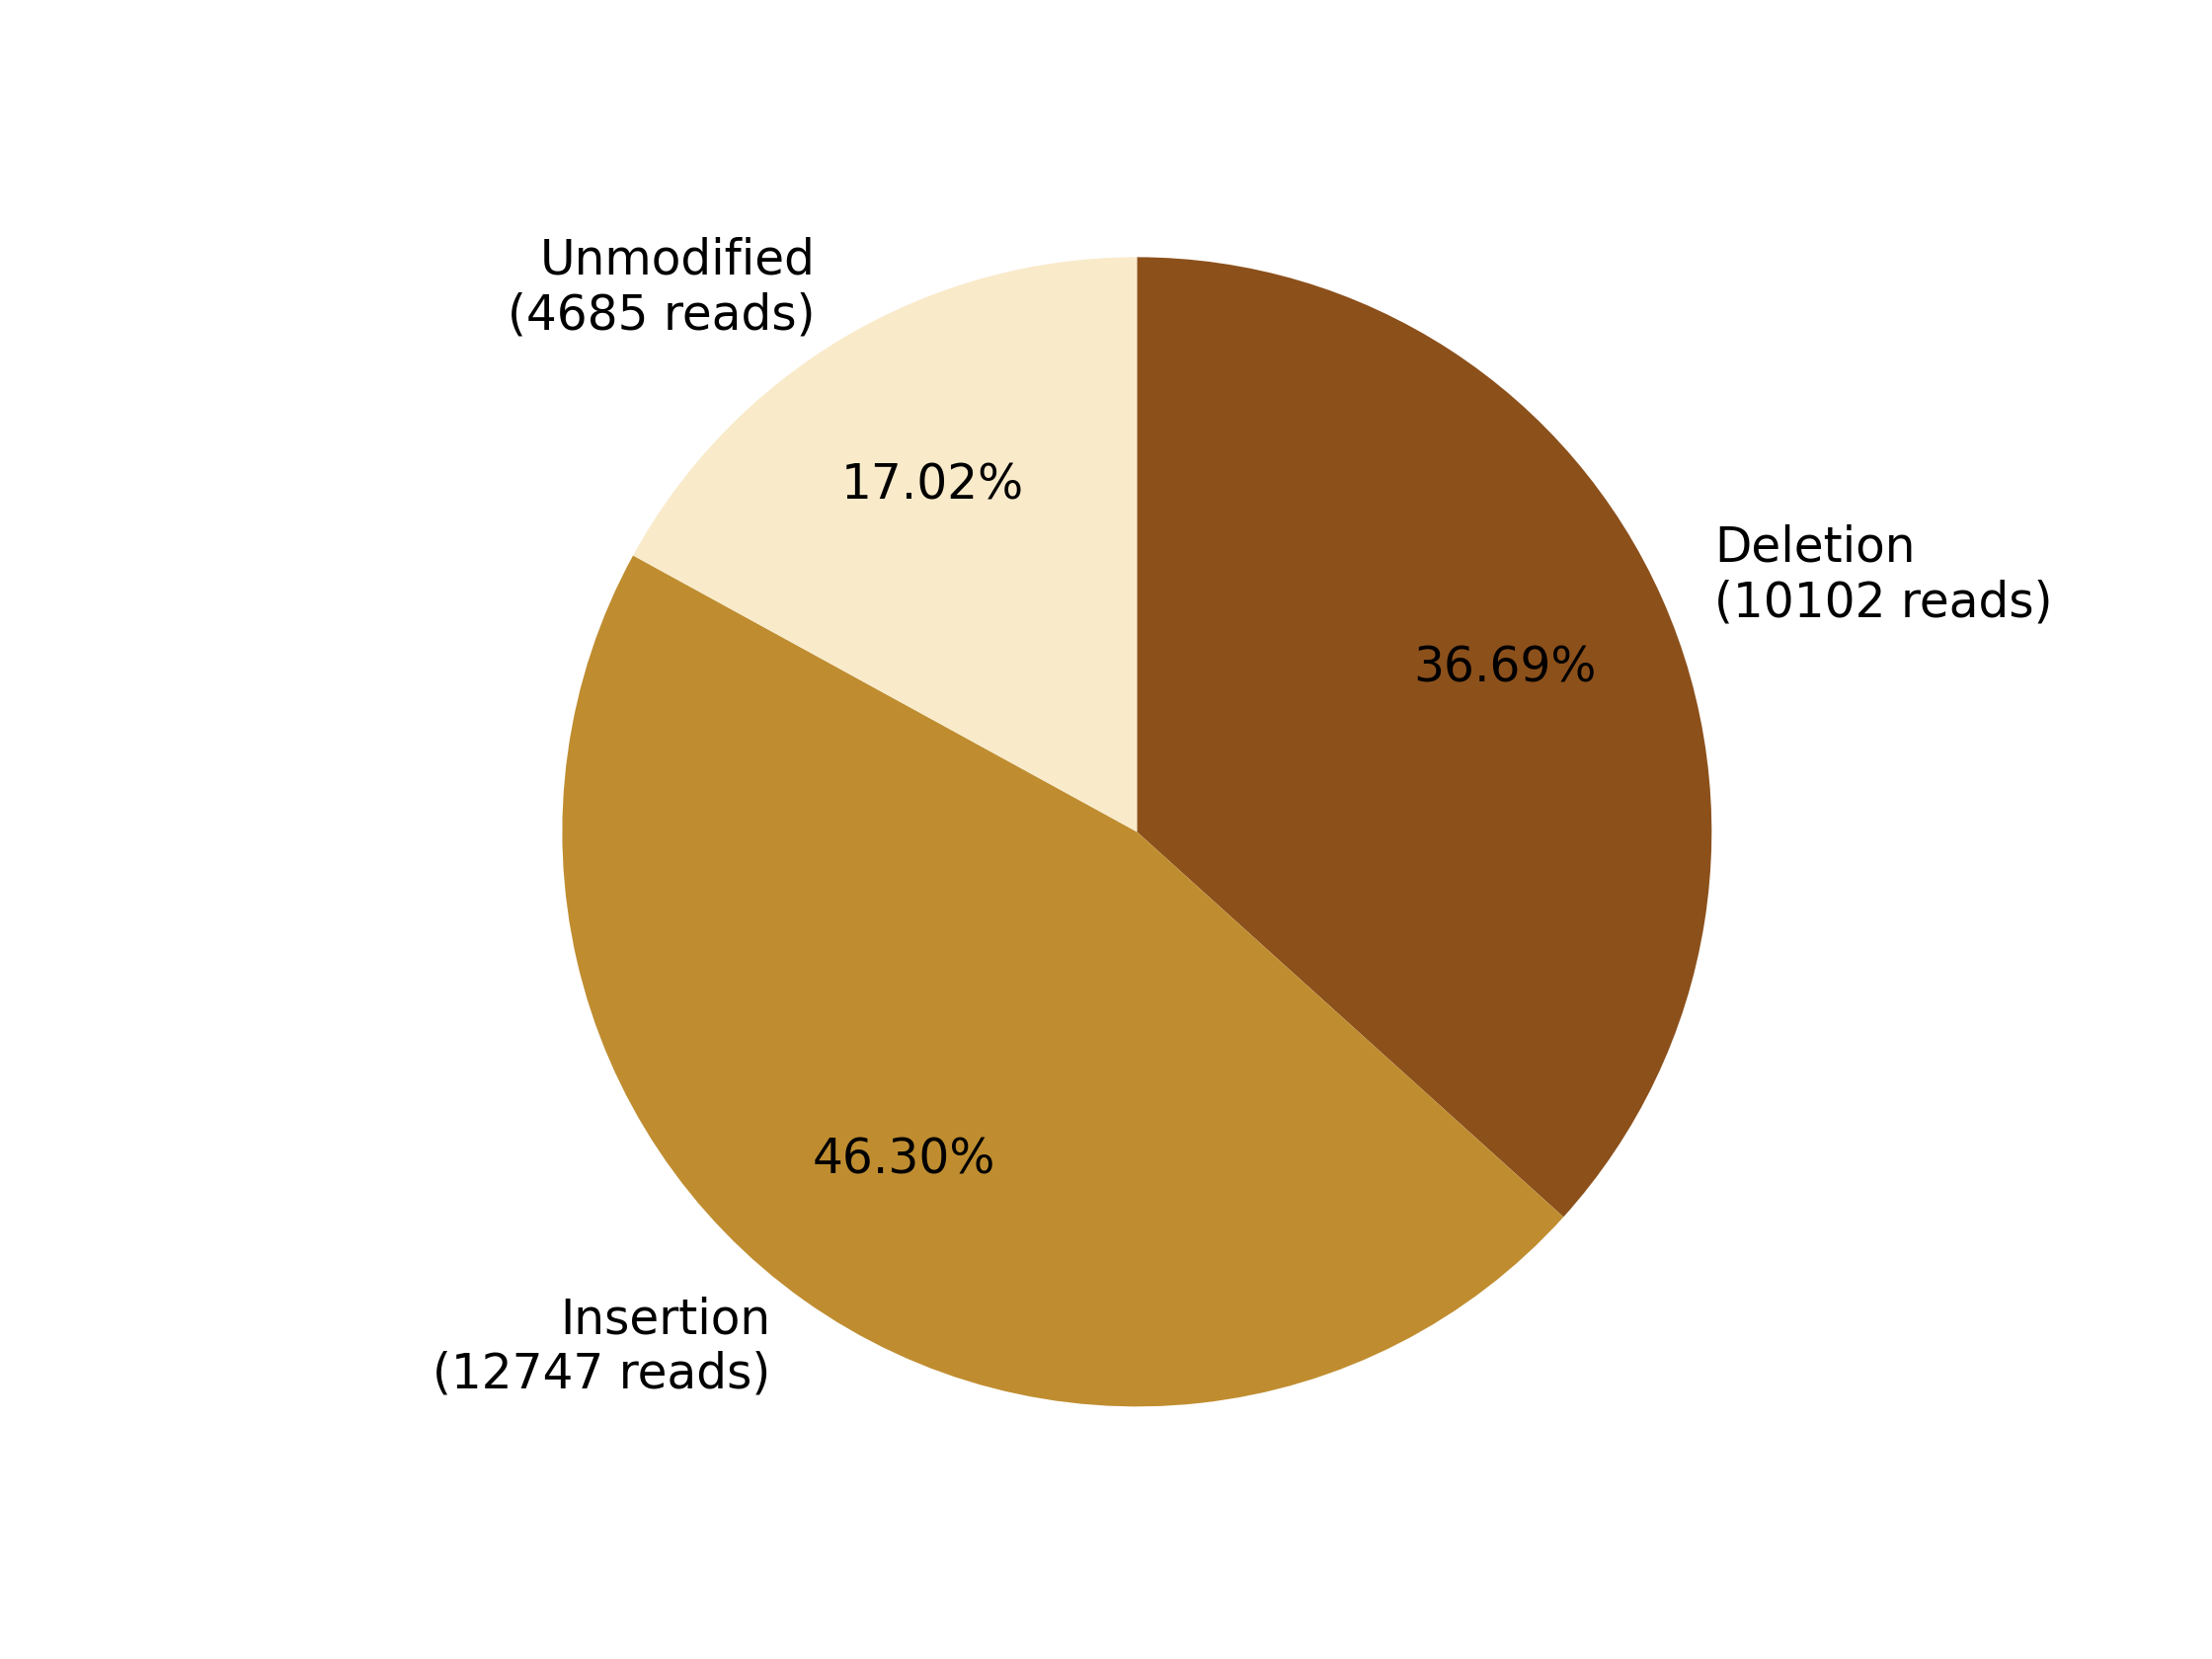 Unmodified
(4685 reads)
17.02%
Deletion
(10102 reads)
36.69%
46.30%
Insertion
(12747 reads)